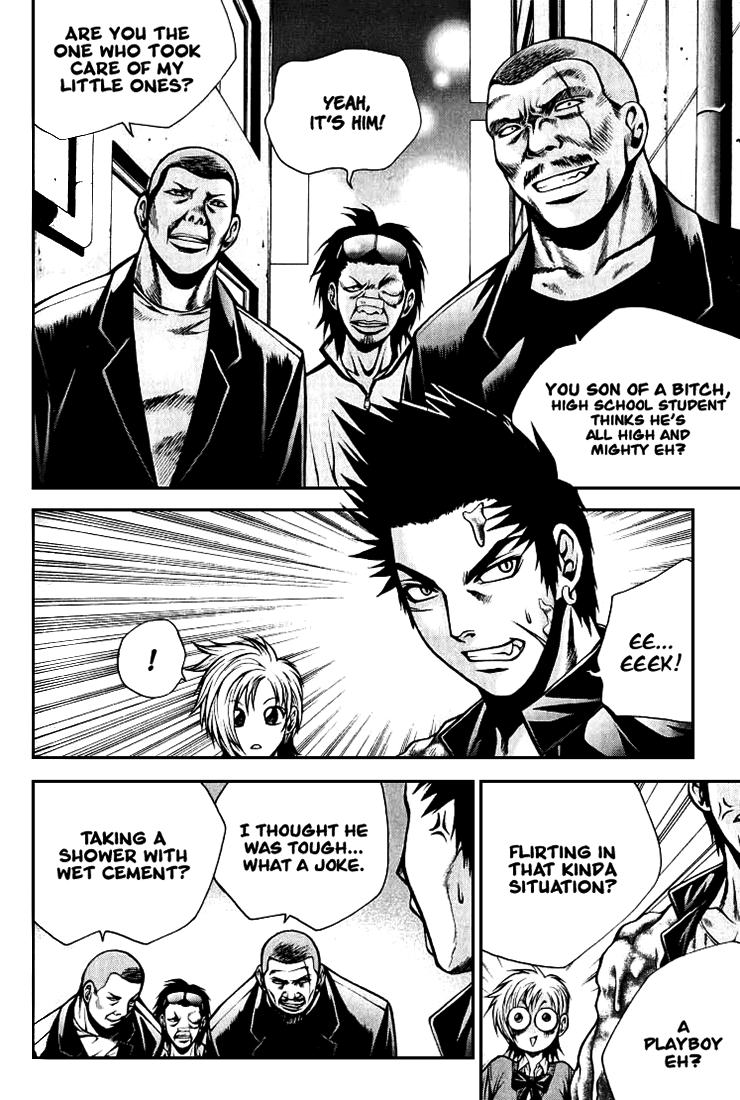 ARE YOU THE
ONE WHO TOOK
CARE OF MY
LITTLE ONES?
YEAH,
IT'S HIM!
YOU SON OF A BITCH,
HIGH SCHOOL STUDENT
THINKS HE'S
ALL HIGH AND
MIGHTY EH?
!
EE...
EEEK!
TAKING A
SHOWER WITH
WET CEMENT?
I THOUGHT HE
WAS TOUGH...
WHAT A JOKE.
FLIRTING IN
THAT KINDA
SITUATION?
A
PLAYBOY
EH?